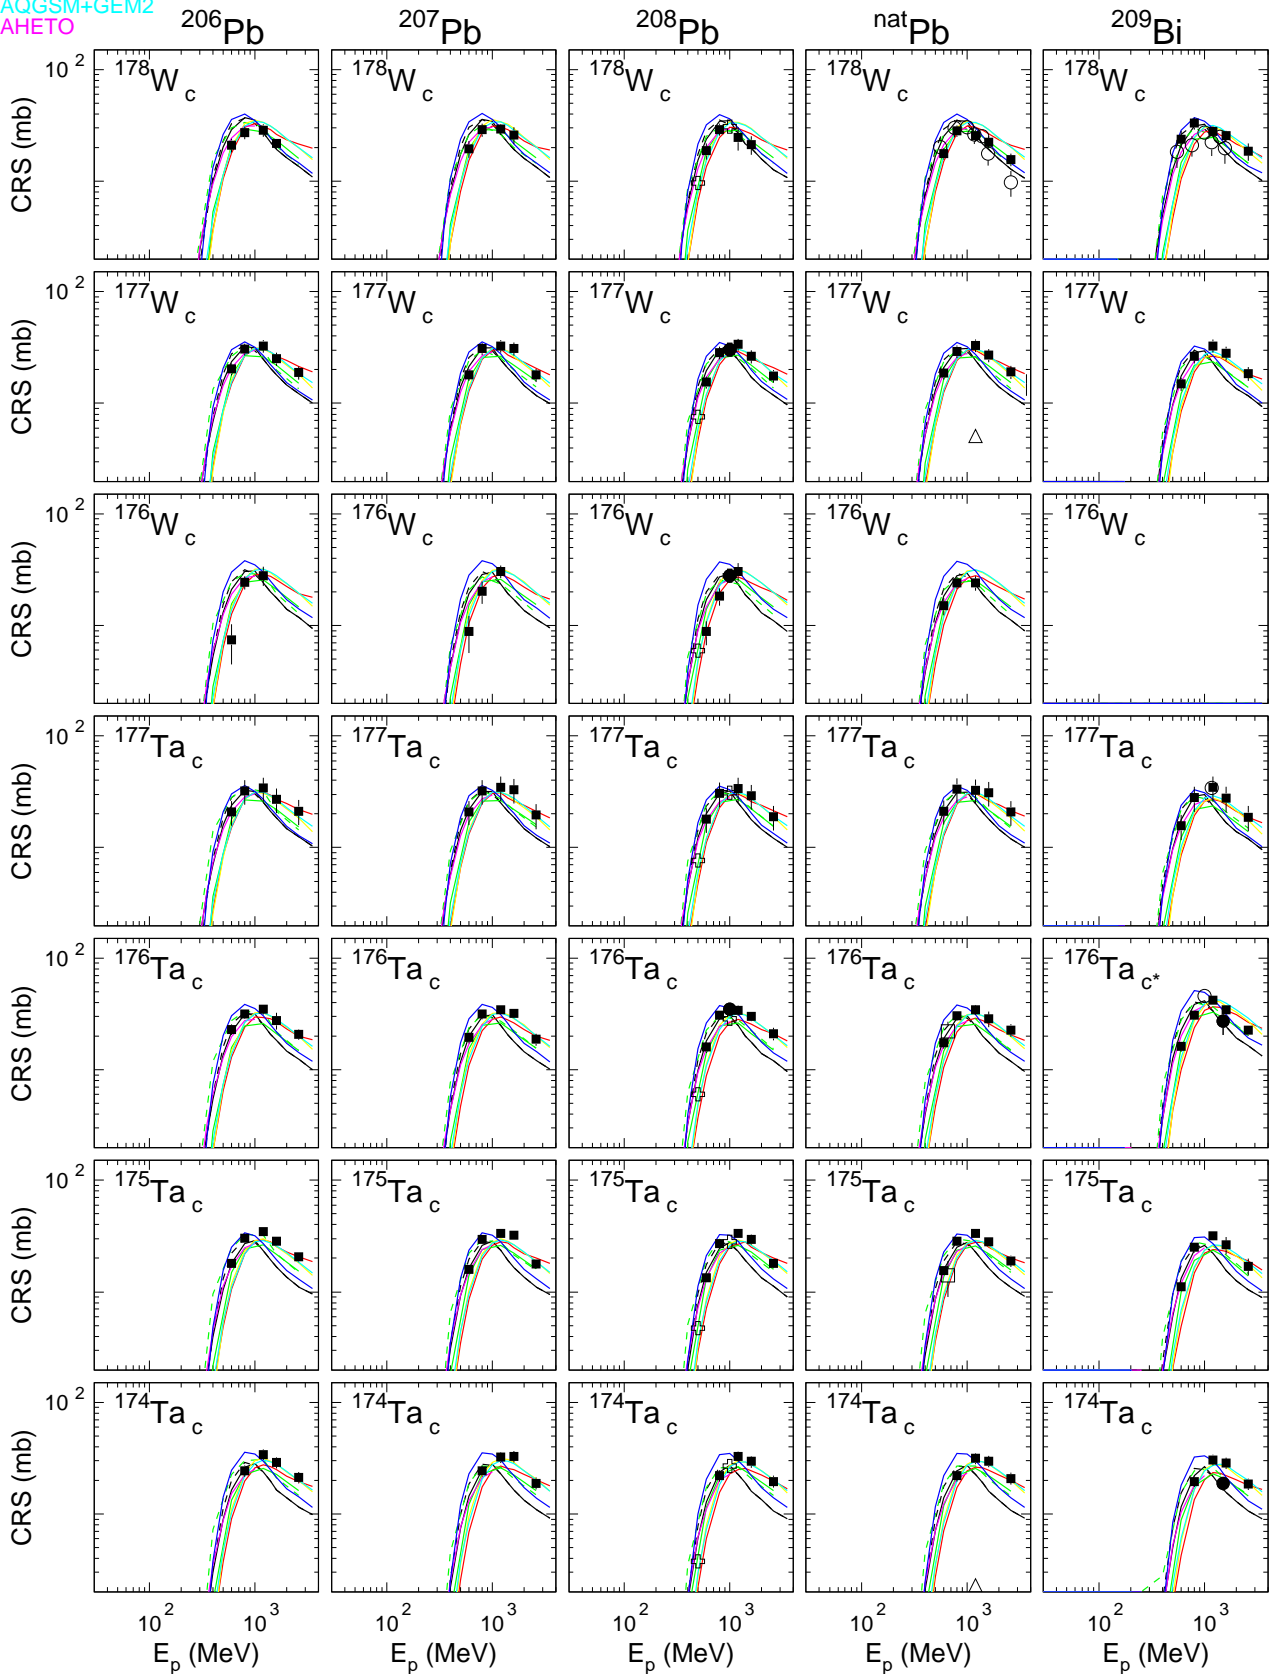 AQGSM+GEM2
AHETO
206Pb 207Pb 208Pb natPb 209Bi
CRS (mb) 10 2 178W c 178W c 178W c 178W c 178W c
CRS (mb) 10 2 177W c 177W c 177W c 177W c 177W c
CRS (mb) 10 2 176W c 176W c 176W c 176W c 176W c
CRS (mb) 10 2 177Ta c 177Ta c 177Ta c 177Ta c 177Ta c
CRS (mb) 10 2 176Ta c 176Ta c 176Ta c 176Ta c 176Ta c*
CRS (mb) 10 2 175Ta c 175Ta c 175Ta c 175Ta c 175Ta c
CRS (mb) 10 2 174Ta c 174Ta c 174Ta c 174Ta c 174Ta c
10 2 10 3 10 2 10 3 10 2 10 3 10 2 10 3 10 2 10 3
E p (MeV) E p (MeV) E p (MeV) E p (MeV) E p (MeV)